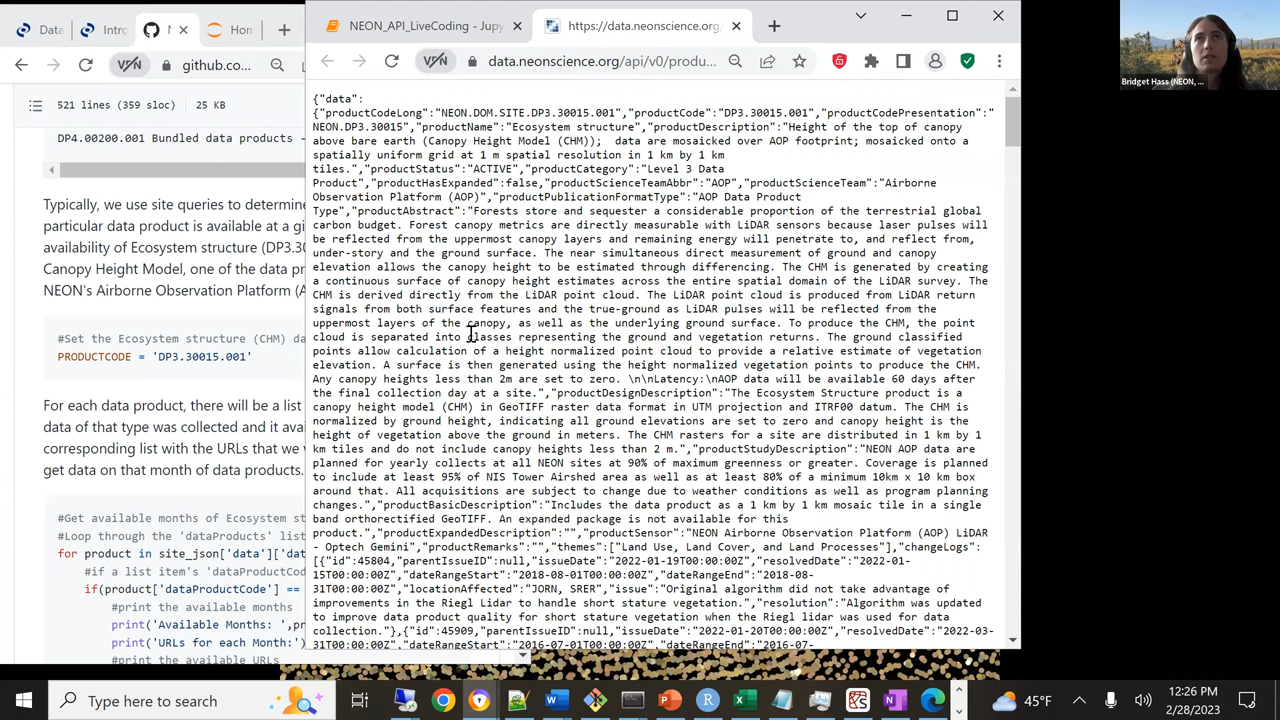 Data
Intro
N
Hon
github.co...
521 lines (359 sloc)
25 KB
DP4.00200.001 Bundled data products -
Typically, we use site queries to determine
particular data product is available at a gi
availability of Ecosystem structure (DP3.30
Canopy Height Model, one of the data pr
NEON's Airborne Observation Platform (A
#Set the Ecosystem structure (CHM) da
PRODUCTCODE = 'DP3.30015.001'
For each data product, there will be a list
data of that type was collected and it avai
corresponding list with the URLs that we
get data on that month of data products.
#Get available months of Ecosystem st
#Loop through the 'dataProducts' list
for product in site_json['data']['dat
#if a list item's 'dataProductCod
if(product['dataProductCode'] ==
#print the available months
print('Available Months: ',pr
print('URLs for each Month:')
#print the available URLs
NEON_API_LiveCoding - Jupy
https://data.neonscience.org
VPN
data.neonscience.org/api/v0/produ...
{"data":
{"productCodeLong":"NEON.DOM.SITE.DP3.30015.001","productCode":"DP3.30015.001","productCodePresentation":"
NEON.DP3.30015","productName":"Ecosystem structure","productDescription":"Height of the top of canopy
above bare earth (Canopy Height Model (CHM));  data are mosaicked over AOP footprint; mosaicked onto a
spatially uniform grid at 1 m spatial resolution in 1 km by 1 km
tiles.","productStatus":"ACTIVE","productCategory":"Level 3 Data
Product","productHasExpanded":false,"productScienceTeamAbbr":"AOP","productScienceTeam":"Airborne
Observation Platform (AOP)","productPublicationFormatType":"AOP Data Product
Type","productAbstract":"Forests store and sequester a considerable proportion of the terrestrial global
carbon budget. Forest canopy metrics are directly measurable with LiDAR sensors because laser pulses will
be reflected from the uppermost canopy layers and remaining energy will penetrate to, and reflect from,
under-story and the ground surface. The near simultaneous direct measurement of ground and canopy
elevation allows the canopy height to be estimated through differencing. The CHM is generated by creating
a continuous surface of canopy height estimates across the entire spatial domain of the LiDAR survey. The
CHM is derived directly from the LiDAR point cloud. The LiDAR point cloud is produced from LiDAR return
signals from both surface features and the true-ground as LiDAR pulses will be reflected from the
uppermost layers of the canopy, as well as the underlying ground surface. To produce the CHM, the point
cloud is separated into classes representing the ground and vegetation returns. The ground classified
points allow calculation of a height normalized point cloud to provide a relative estimate of vegetation
elevation. A surface is then generated using the height normalized vegetation points to produce the CHM.
Any canopy heights less than 2m are set to zero. \n\nLatency:\nAOP data will be available 60 days after
the final collection day at a site.","productDesignDescription":"The Ecosystem Structure product is a
canopy height model (CHM) in GeoTIFF raster data format in UTM projection and ITRF00 datum. The CHM is
normalized by ground height, indicating all ground elevations are set to zero and canopy height is the
height of vegetation above the ground in meters. The CHM rasters for a site are distributed in 1 km by 1
km tiles and do not include canopy heights less than 2 m.","productStudyDescription":"NEON AOP data are
planned for yearly collects at all NEON sites at 90% of maximum greenness or greater. Coverage is planned
to include at least 95% of NIS Tower Airshed area as well as at least 80% of a minimum 10km x 10 km box
around that. All acquisitions are subject to change due to weather conditions as well as program planning
changes.","productBasicDescription":"Includes the data product as a 1 km by 1 km mosaic tile in a single
band orthorectified GeoTIFF. An expanded package is not available for this
product.","productExpandedDescription":"","productSensor":"NEON Airborne Observation Platform (AOP) LiDAR
- Optech Gemini","productRemarks":"","themes":["Land Use, Land Cover, and Land Processes"],"changeLogs":
[{"id":45804,"parentIssueID":null,"issueDate":"2022-01-19T00:00:00Z","resolvedDate":"2022-01-
15T00:00:00Z","dateRangeStart":"2018-08-01T00:00:00Z","dateRangeEnd":"2018-08-
31T00:00:00Z","locationAffected":"JORN, SRER","issue":"Original algorithm did not take advantage of
improvements in the Riegl Lidar to handle short stature vegetation.","resolution":"Algorithm was updated
to improve data product quality for short stature vegetation when the Riegl lidar was used for data
collection."},{"id":45909,"parentIssueID":null,"issueDate":"2022-01-20T00:00:00Z","resolvedDate":"2022-03-
31T00:00:00Z","dateRangeStart":"2016-07-01T00:00:00Z","dateRangeEnd":"2016-07-
Bridget Hass (NEON, ...
Type here to search
45°F
12:26 PM
2/28/2023